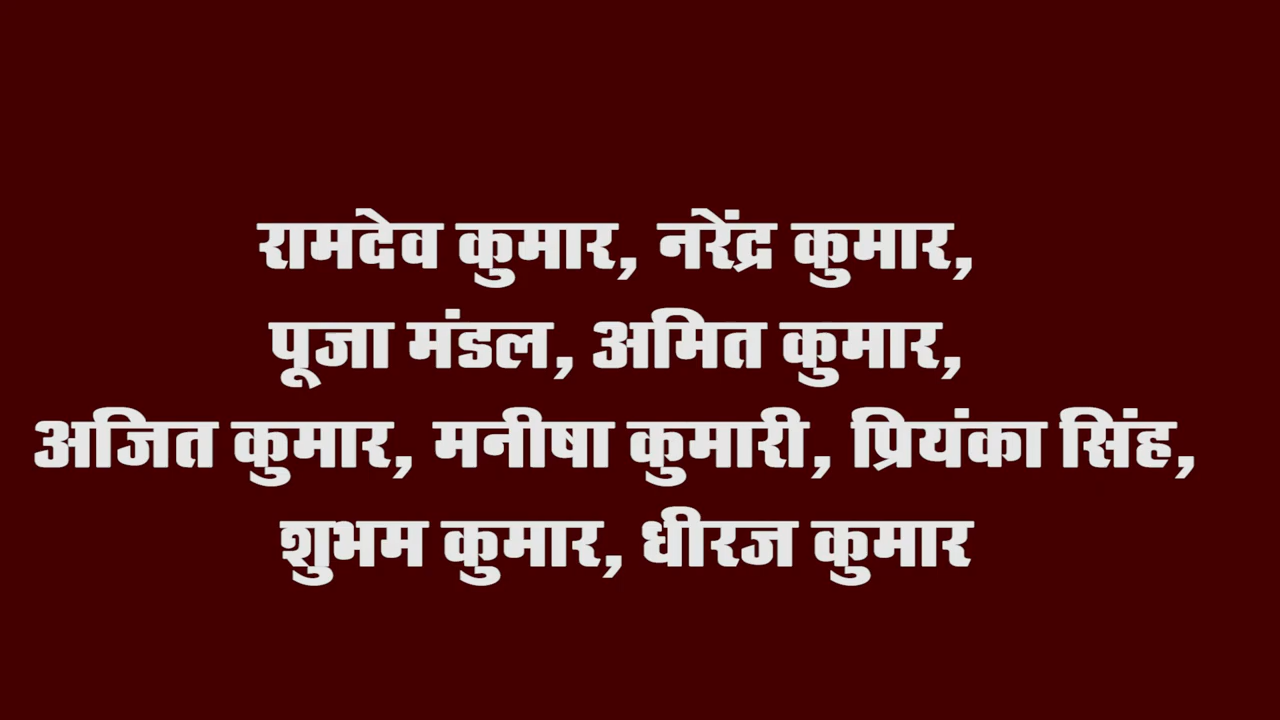 रामदेव कुमार, नरेंद्र कुमार,
पूजा मंडल, अमित कुमार,
अजित कुमार, मनीषा कुमारी, प्रियंका सिंह,
शुभम कुमार, धीरज कुमार